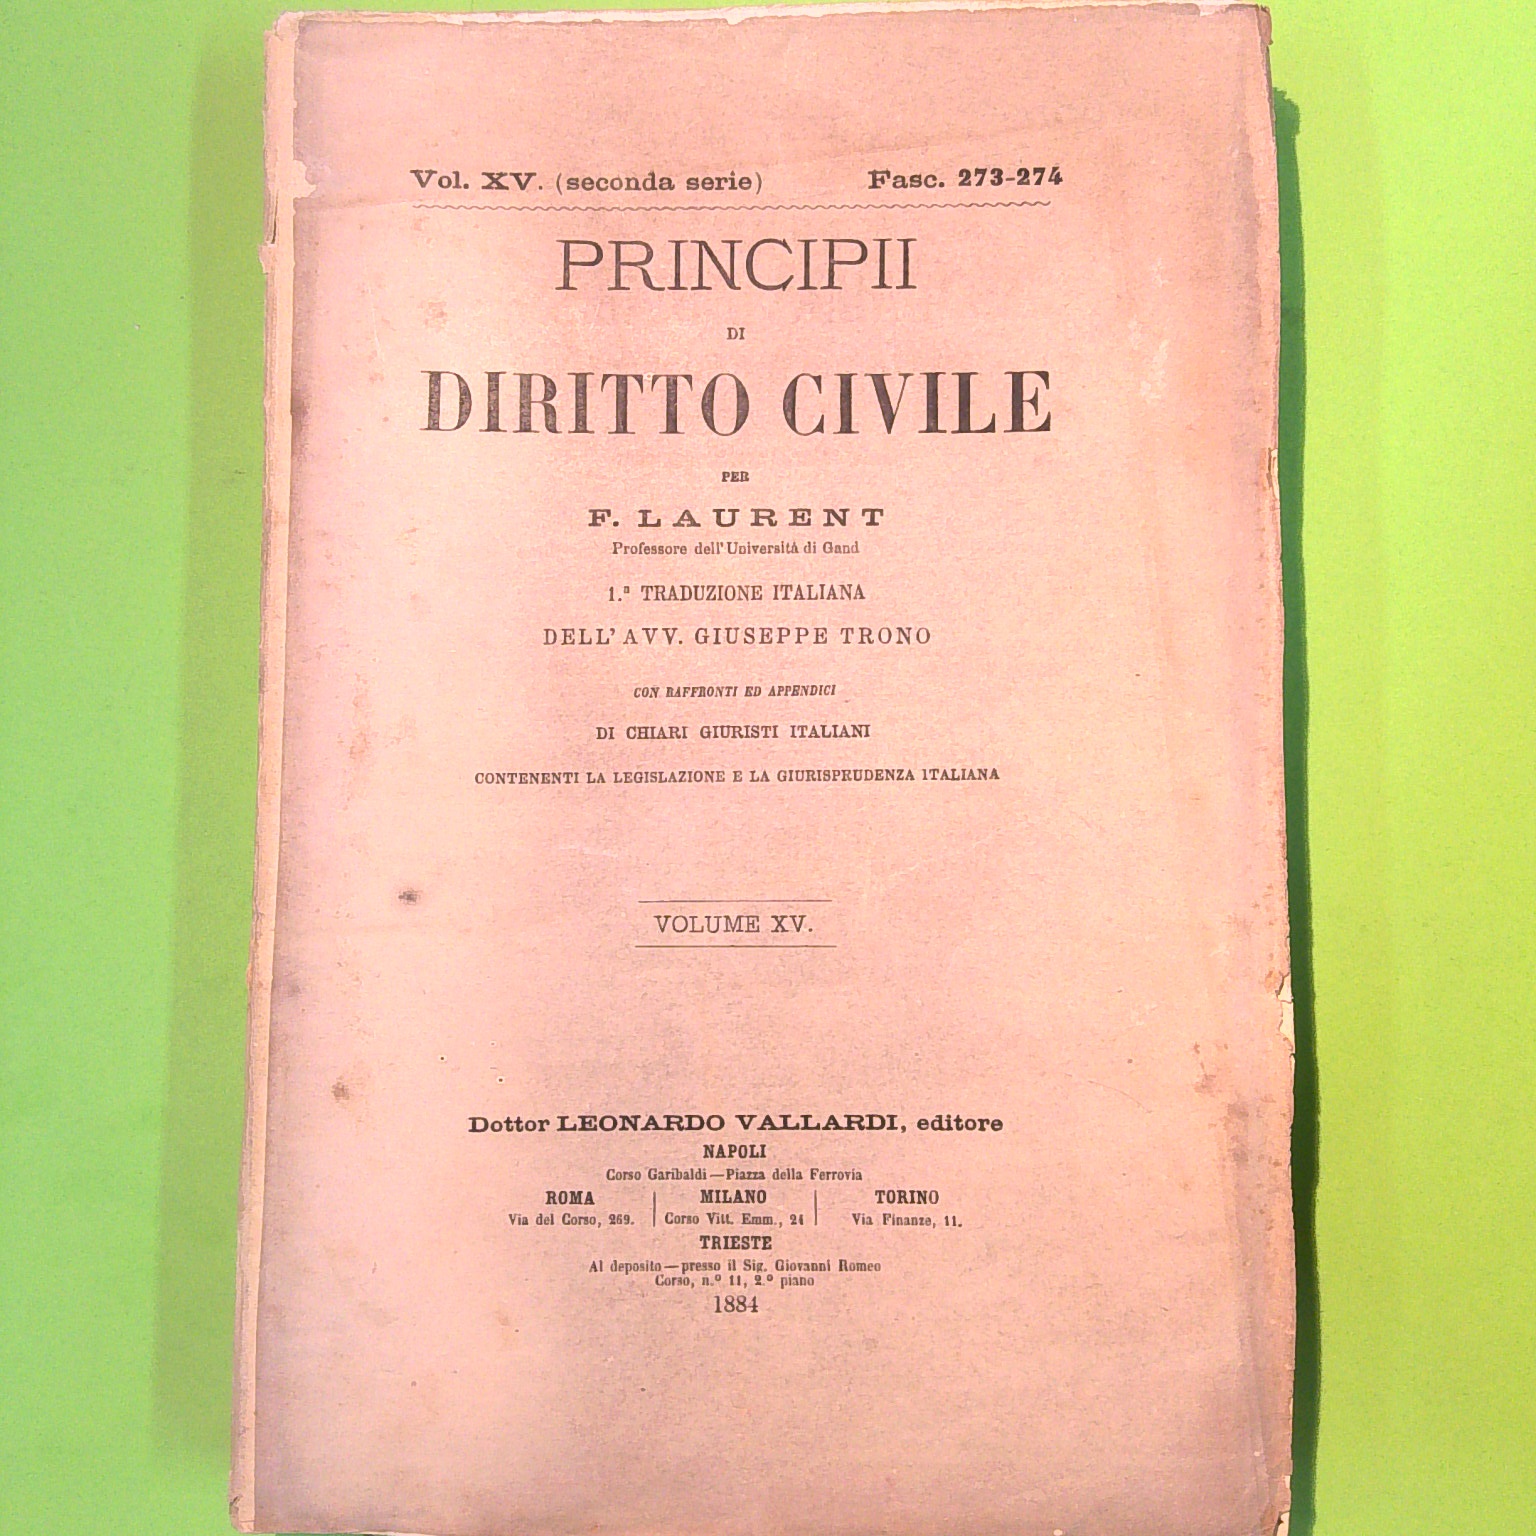 Vol. XV. (seconda serie) Fasc. 273-274
PRINCIPII
DI
DIRITTO CIVILE
PER
F. LAURENT
Professore dell' Università di Gand
1.ª TRADUZIONE ITALIANA
DELL' AVV. GIUSEPPE TRONO
CON RAFFRONTI ED APPENDICI
DI CHIARI GIURISTI ITALIANI
CONTENENTI LA LEGISLAZIONE E LA GIURISPRUDENZA ITALIANA
VOLUME XV.
Dottor LEONARDO VALLARDI, editore
NAPOLI
Corso Garibaldi—Piazza della Ferrovia
ROMA | MILANO | TORINO
Via del Corso, 269. | Corso Vitt. Emm., 24 | Via Finanze, 11.
TRIESTE
Al deposito—presso il Sig. Giovanni Romeo
Corso, n.º 11, 2.º piano
1884